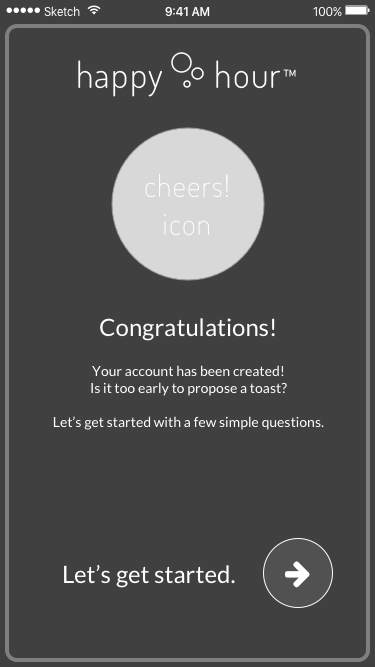 Sketch 9:41 AM 100%
happy hour™
cheers!
icon
Congratulations!
Your account has been created!
Is it too early to propose a toast?
Let’s get started with a few simple questions.
Let’s get started.